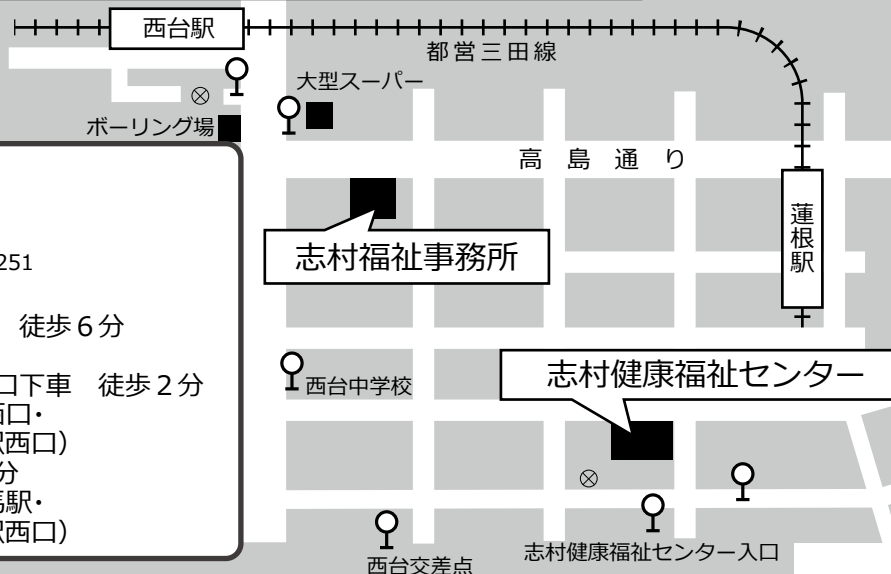 西台駅
都営三田線
大型スーパー
ボーリング場
高島通り
蓮根駅
志村福祉事務所
251
徒歩6分
口下車 徒歩2分
西口・
駅西口）
分
馬駅・
駅西口）
西台中学校
志村健康福祉センター
志村健康福祉センター入口
西台交差点